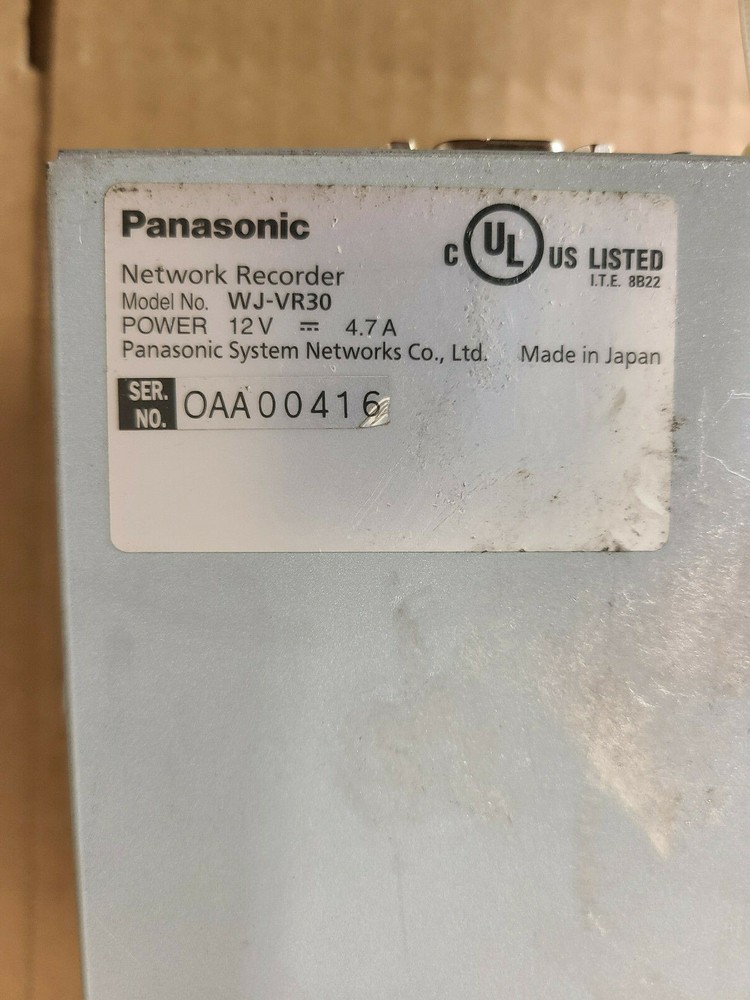 Panasonic
C UL US LISTED
I.T.E. 8B22
Network Recorder
Model No. WJ-VR30
POWER 12V ⎓ 4.7A
Panasonic System Networks Co., Ltd. Made in Japan
SER. NO. OAA00416